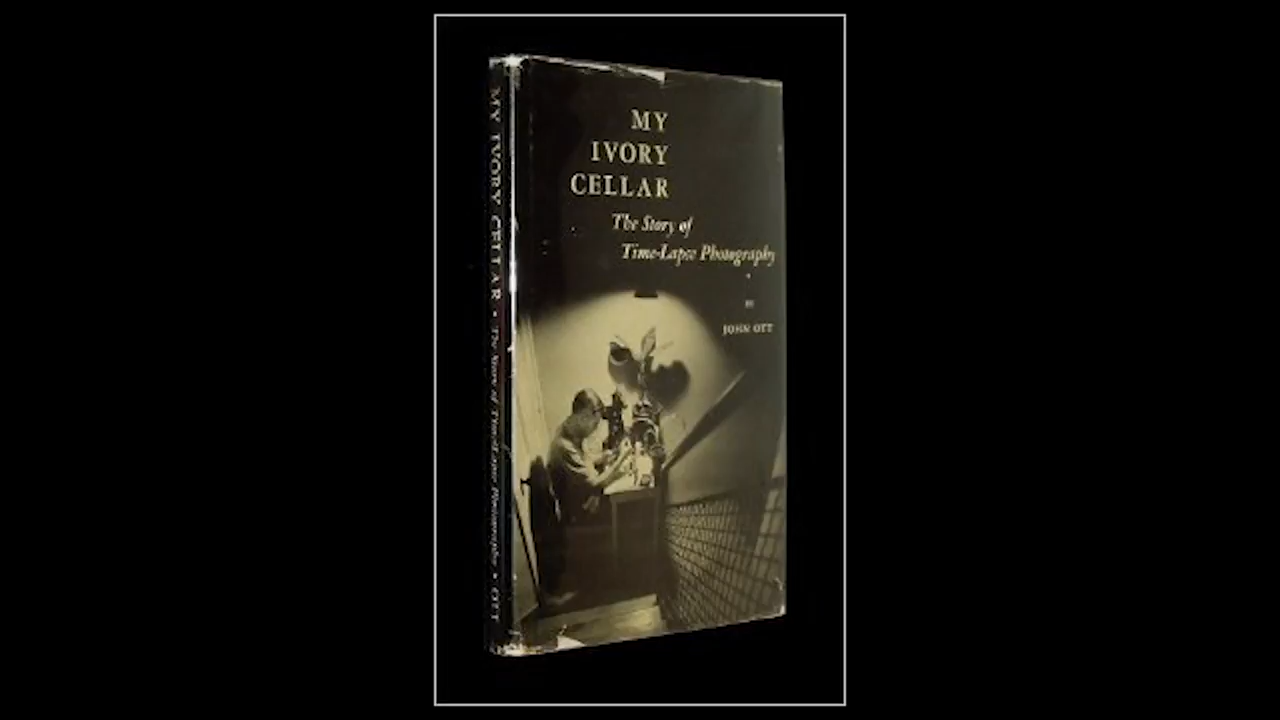 MY
IVORY
CELLAR
The Story of
Time-Lapse Photography
BY
JOHN OTT
MY IVORY CELLAR • The Story of Time-Lapse Photography • OTT